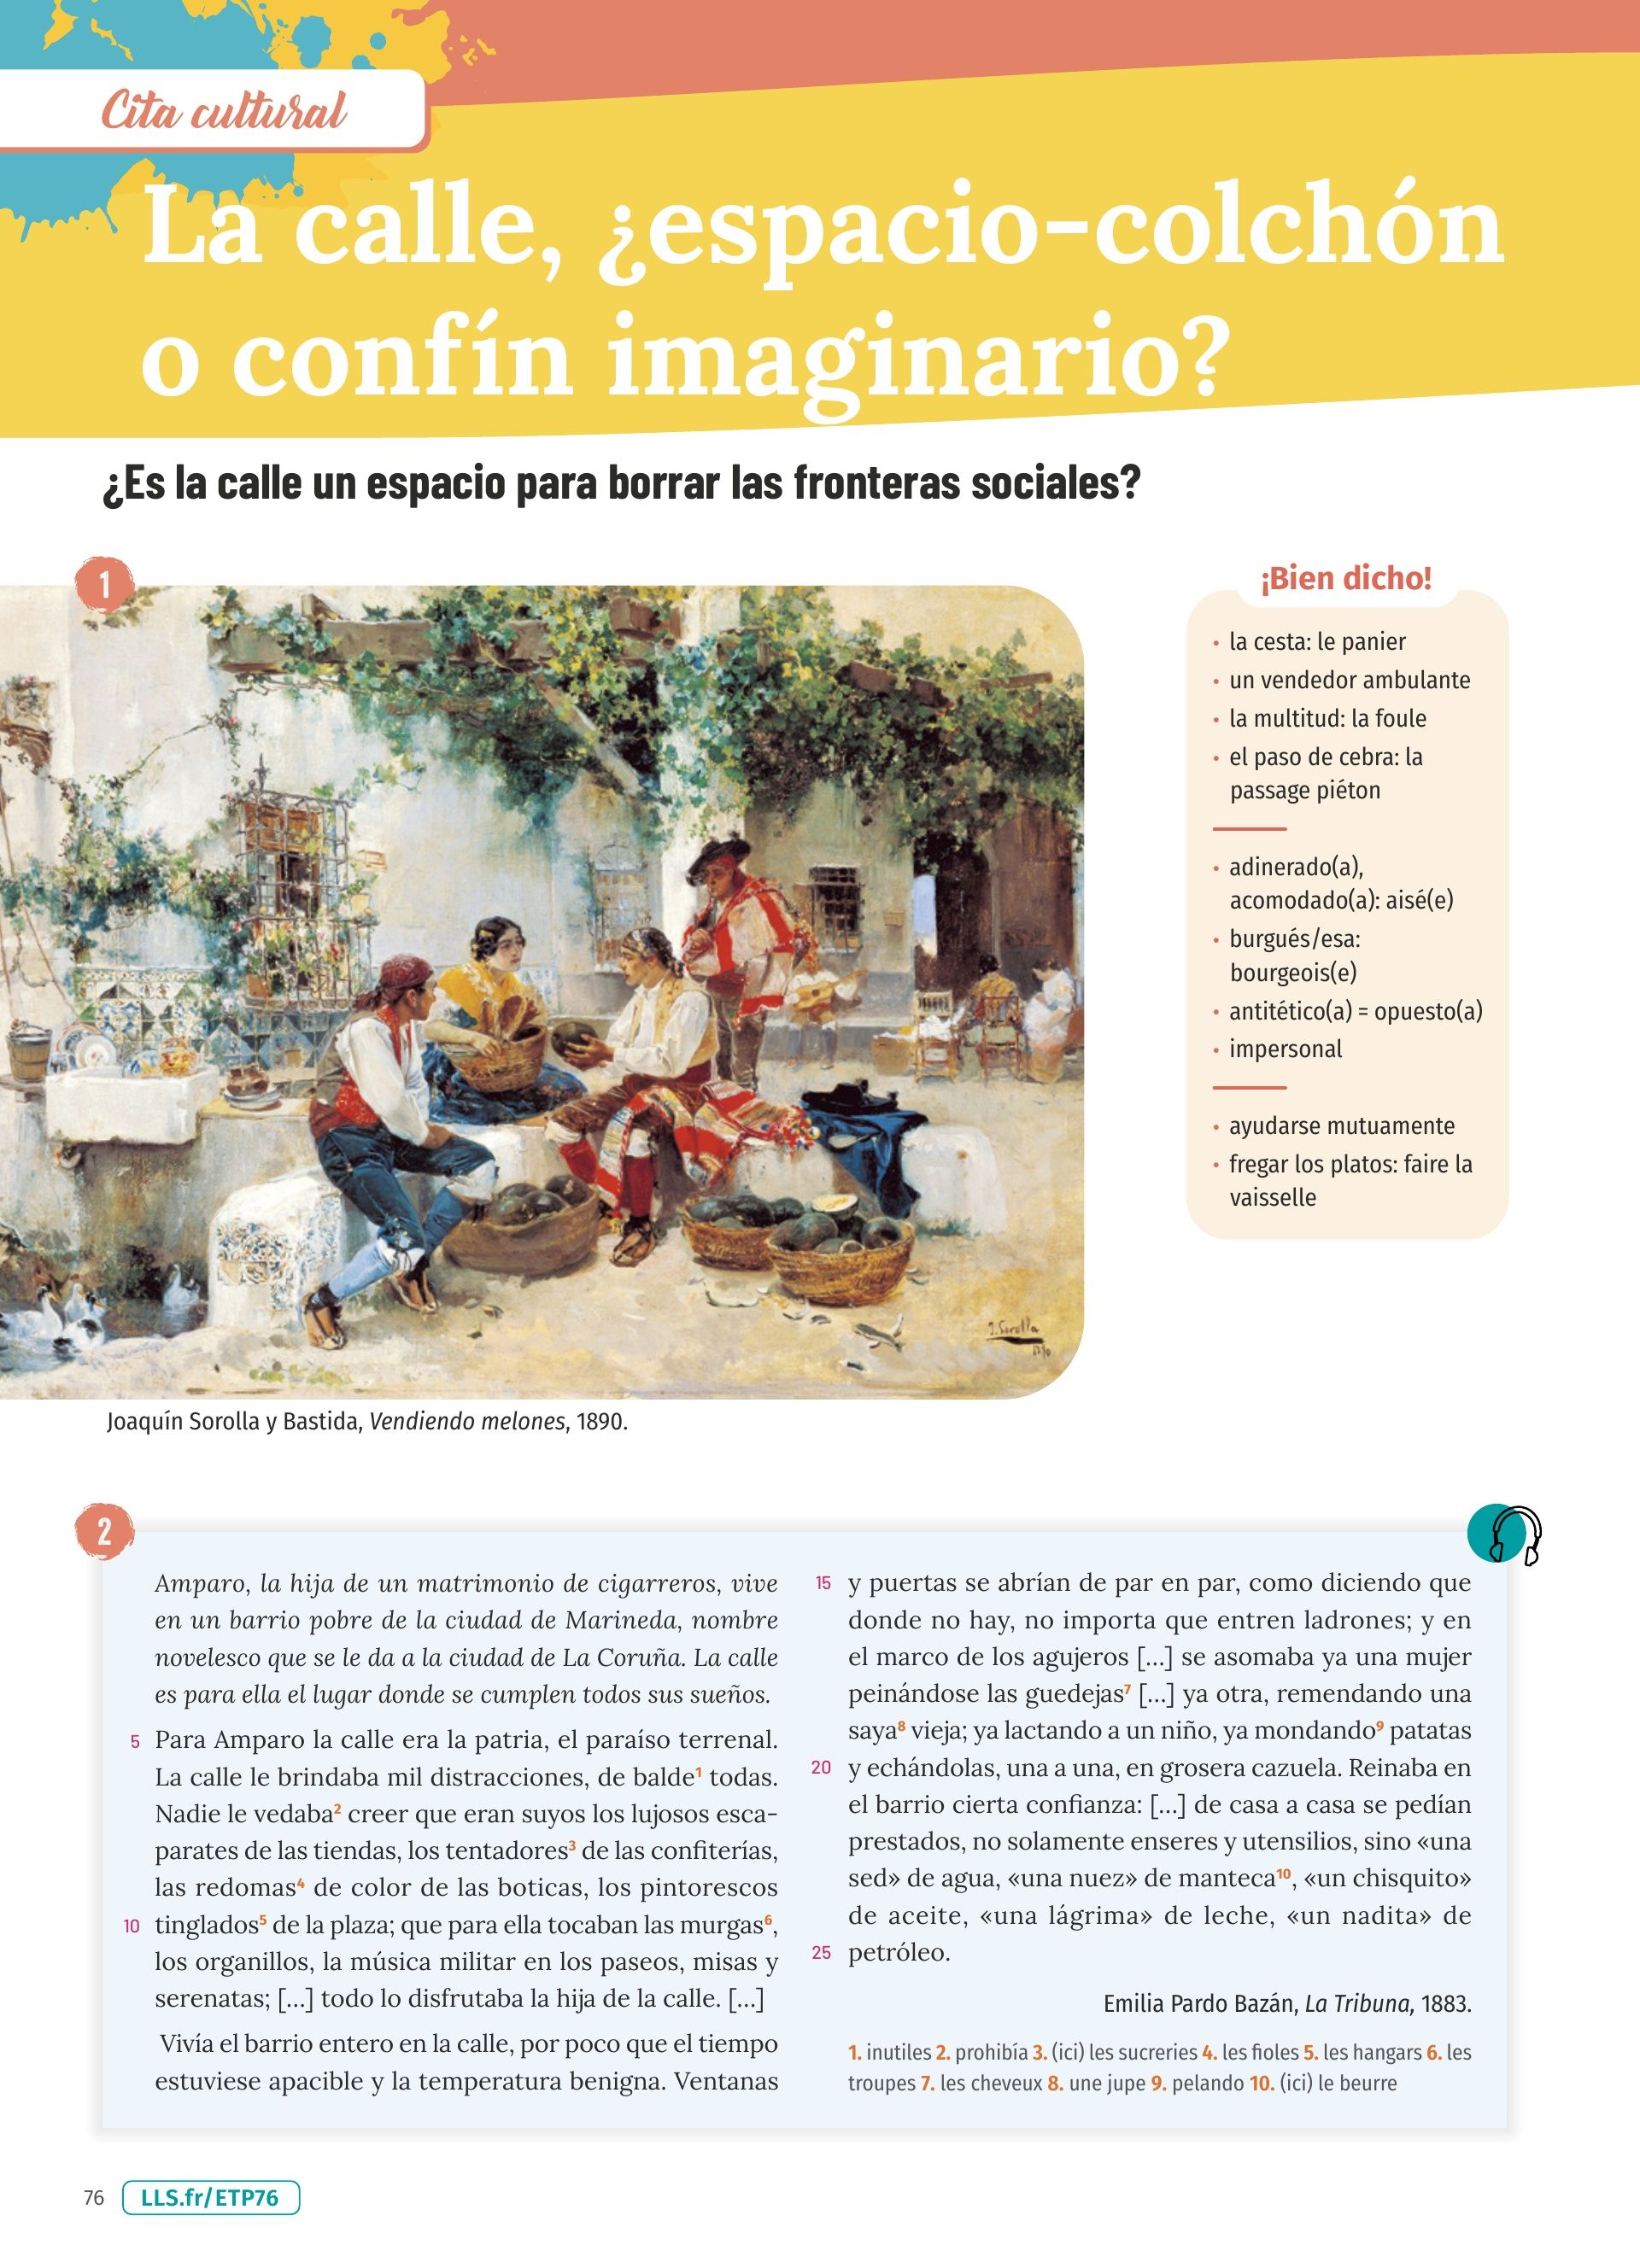 Cita cultural
La calle, ¿espacio-colchón
o confín imaginario?
¿Es la calle un espacio para borrar las fronteras sociales?
1
J. Sorolla
1890
Joaquín Sorolla y Bastida, Vendiendo melones, 1890.
¡Bien dicho!
• la cesta: le panier
• un vendedor ambulante
• la multitud: la foule
• el paso de cebra: la
passage piéton
• adinerado(a),
acomodado(a): aisé(e)
• burgués/esa:
bourgeois(e)
• antitético(a) = opuesto(a)
• impersonal
• ayudarse mutuamente
• fregar los platos: faire la
vaisselle
2
Amparo, la hija de un matrimonio de cigarreros, vive
en un barrio pobre de la ciudad de Marineda, nombre
novelesco que se le da a la ciudad de La Coruña. La calle
es para ella el lugar donde se cumplen todos sus sueños.
5 Para Amparo la calle era la patria, el paraíso terrenal.
La calle le brindaba mil distracciones, de balde1 todas.
Nadie le vedaba2 creer que eran suyos los lujosos esca-
parates de las tiendas, los tentadores3 de las confiterías,
las redomas4 de color de las boticas, los pintorescos
10 tinglados5 de la plaza; que para ella tocaban las murgas6,
los organillos, la música militar en los paseos, misas y
serenatas; [...] todo lo disfrutaba la hija de la calle. [...]
Vivía el barrio entero en la calle, por poco que el tiempo
estuviese apacible y la temperatura benigna. Ventanas
15 y puertas se abrían de par en par, como diciendo que
donde no hay, no importa que entren ladrones; y en
el marco de los agujeros [...] se asomaba ya una mujer
peinándose las guedejas7 [...] ya otra, remendando una
saya8 vieja; ya lactando a un niño, ya mondando9 patatas
20 y echándolas, una a una, en grosera cazuela. Reinaba en
el barrio cierta confianza: [...] de casa a casa se pedían
prestados, no solamente enseres y utensilios, sino «una
sed» de agua, «una nuez» de manteca10, «un chisquito»
de aceite, «una lágrima» de leche, «un nadita» de
25 petróleo.
Emilia Pardo Bazán, La Tribuna, 1883.
1. inutiles 2. prohibía 3. (ici) les sucreries 4. les fioles 5. les hangars 6. les
troupes 7. les cheveux 8. une jupe 9. pelando 10. (ici) le beurre
76 LLS.fr/ETP76